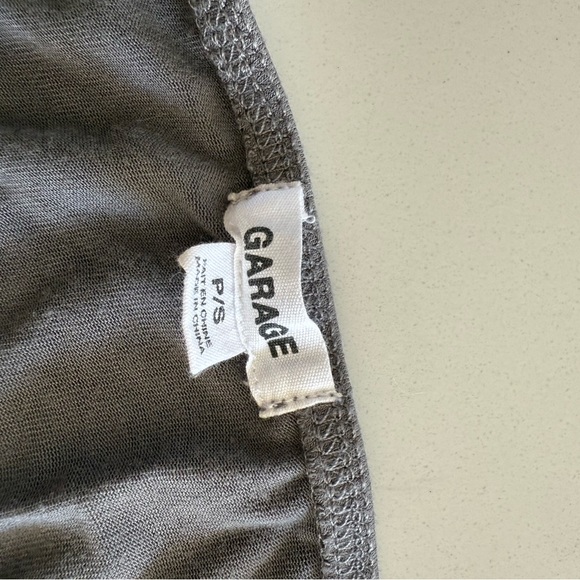 GARAGE
P/S
FAIT EN CHINE
MADE IN CHINA